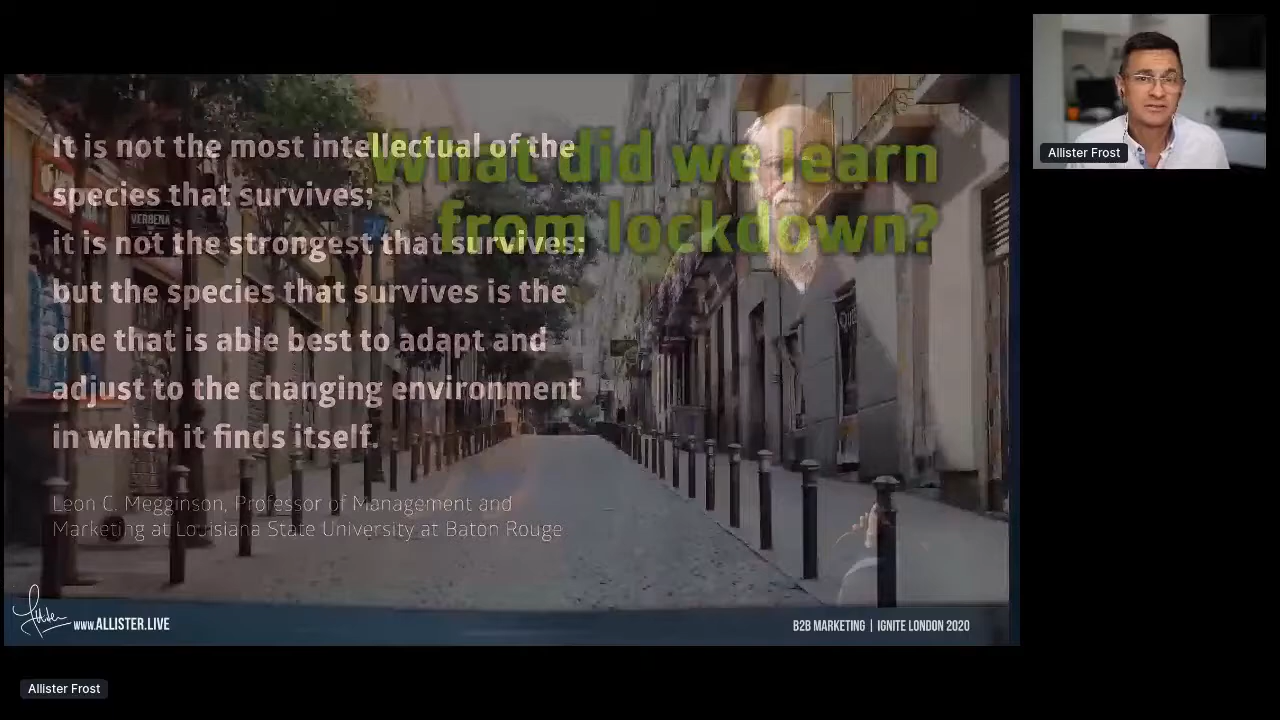 Allister Frost
It is not the most intellectual of the
species that survives;
it is not the strongest that survives;
but the species that survives is the
one that is able best to adapt and
adjust to the changing environment
in which it finds itself.
What did we learn
from lockdown?
VERBENA
Leon C. Megginson, Professor of Management and
Marketing at Louisiana State University at Baton Rouge
www.ALLISTER.LIVE
B2B MARKETING | IGNITE LONDON 2020
Allister Frost